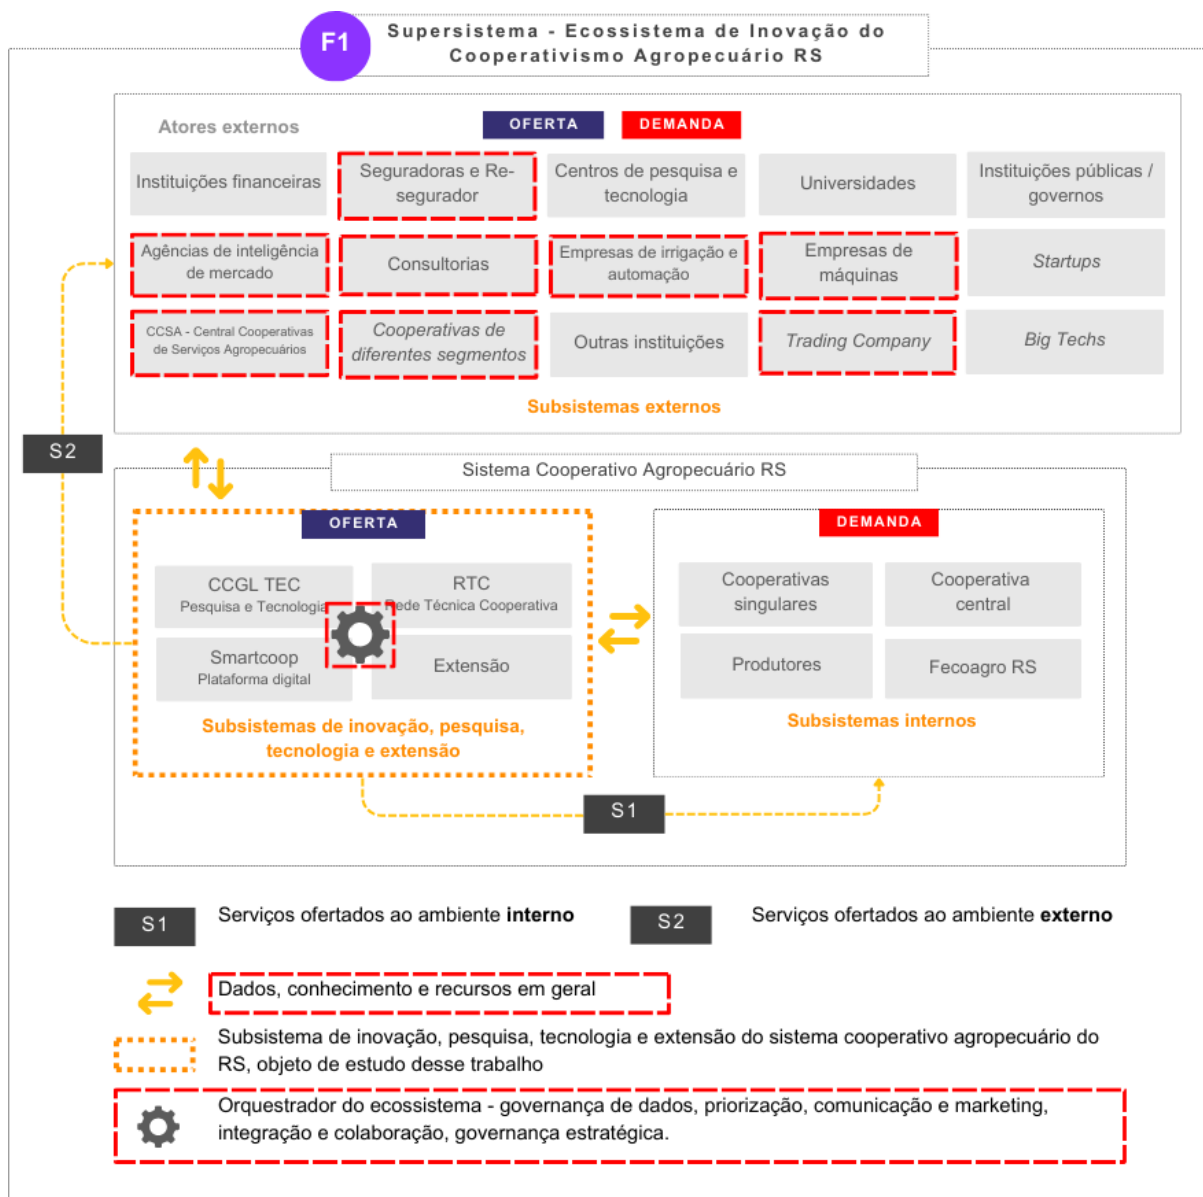 F1
Supersistema - Ecossistema de Inovação do
Cooperativismo Agropecuário RS
Atores externos
OFERTA
DEMANDA
Instituições financeiras
Seguradoras e Re-
segurador
Centros de pesquisa e
tecnologia
Universidades
Instituições públicas /
governos
Agências de inteligência
de mercado
Consultorias
Empresas de irrigação e
automação
Empresas de
máquinas
Startups
CCSA - Central Cooperativas
de Serviços Agropecuários
Cooperativas de
diferentes segmentos
Outras instituições
Trading Company
Big Techs
Subsistemas externos
S2
Sistema Cooperativo Agropecuário RS
OFERTA
CCGL TEC
Pesquisa e Tecnologia
RTC
Rede Técnica Cooperativa
Smartcoop
Plataforma digital
Extensão
Subsistemas de inovação, pesquisa,
tecnologia e extensão
DEMANDA
Cooperativas
singulares
Cooperativa
central
Produtores
Fecoagro RS
Subsistemas internos
S1
S1
Serviços ofertados ao ambiente interno
S2
Serviços ofertados ao ambiente externo
Dados, conhecimento e recursos em geral
Subsistema de inovação, pesquisa, tecnologia e extensão do sistema cooperativo agropecuário do
RS, objeto de estudo desse trabalho
Orquestrador do ecossistema - governança de dados, priorização, comunicação e marketing,
integração e colaboração, governança estratégica.